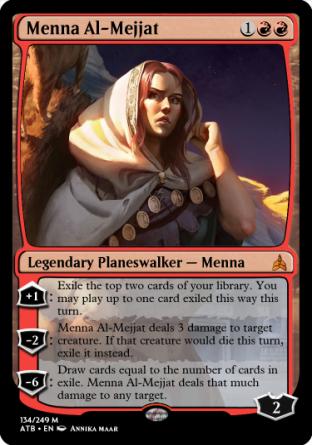 Menna Al-Mejjat 1
Legendary Planeswalker — Menna
+1: Exile the top two cards of your library. You
may play up to one card exiled this way this
turn.
-2: Menna Al-Mejjat deals 3 damage to target
creature. If that creature would die this turn,
exile it instead.
-6: Draw cards equal to the number of cards in
exile. Menna Al-Mejjat deals that much
damage to any target.
2
134/249 M
ATB • EN Annika Maar